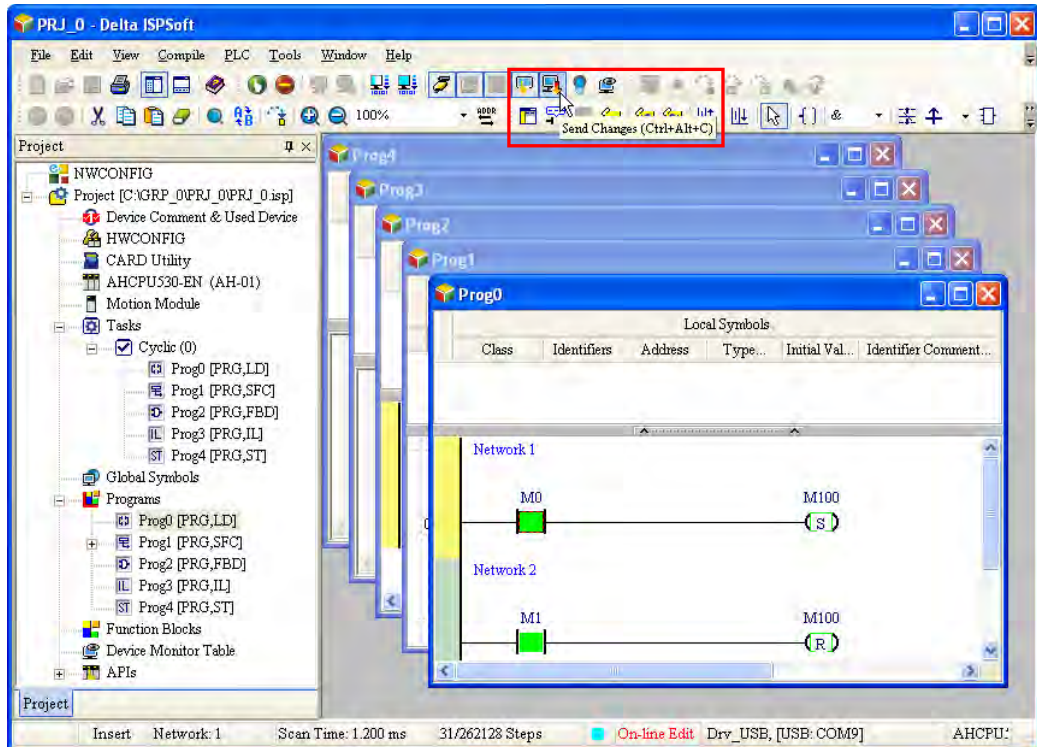 PRJ_0 - Delta ISPSoft
File Edit View Compile PLC Tools Window Help
100%
ADDR
Send Changes (Ctrl+Alt+C)
Project
NWCONFIG
Project [C:\GRP_0\PRJ_0\PRJ_0.isp]
Device Comment & Used Device
HWCONFIG
CARD Utility
AHCPU530-EN (AH-01)
Motion Module
Tasks
Cyclic (0)
Prog0 [PRG,LD]
Prog1 [PRG,SFC]
Prog2 [PRG,FBD]
Prog3 [PRG,IL]
Prog4 [PRG,ST]
Global Symbols
Programs
Prog0 [PRG,LD]
Prog1 [PRG,SFC]
Prog2 [PRG,FBD]
Prog3 [PRG,IL]
Prog4 [PRG,ST]
Function Blocks
Device Monitor Table
APIs
Project
Prog4
Prog3
Prog2
Prog1
Prog0
Local Symbols
Class Identifiers Address Type... Initial Val... Identifier Comment...
Network 1
M0 M100
S
Network 2
M1 M100
R
Insert Network: 1 Scan Time: 1.200 ms 31/262128 Steps On-line Edit Drv_USB, [USB: COM9] AHCPU